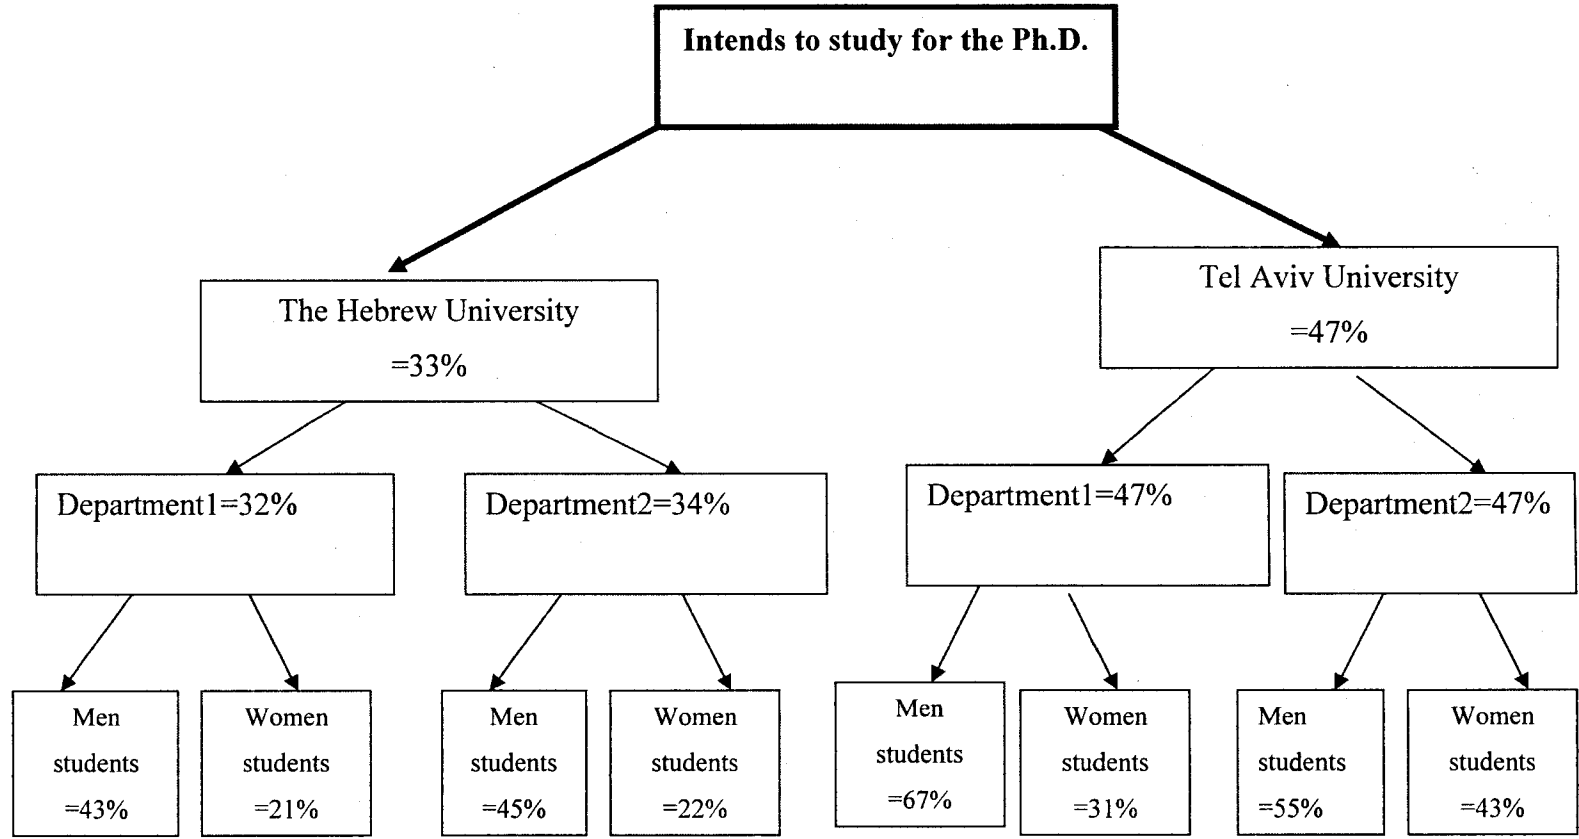 Intends to study for the Ph.D.
The Hebrew University
=33%
Tel Aviv University
=47%
Department1=32%
Department2=34%
Department1=47%
Department2=47%
Men
students
=43%
Women
students
=21%
Men
students
=45%
Women
students
=22%
Men
students
=67%
Women
students
=31%
Men
students
=55%
Women
students
=43%